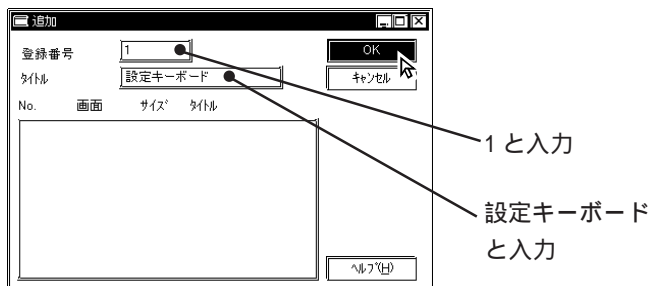 追加
登録番号 1 OK
ﾀｲﾄﾙ 設定キーボード ｷｬﾝｾﾙ
No. 画面 ｻｲｽﾞ ﾀｲﾄﾙ
1 と入力
設定キーボード
と入力
ﾍﾙﾌﾟ(H)